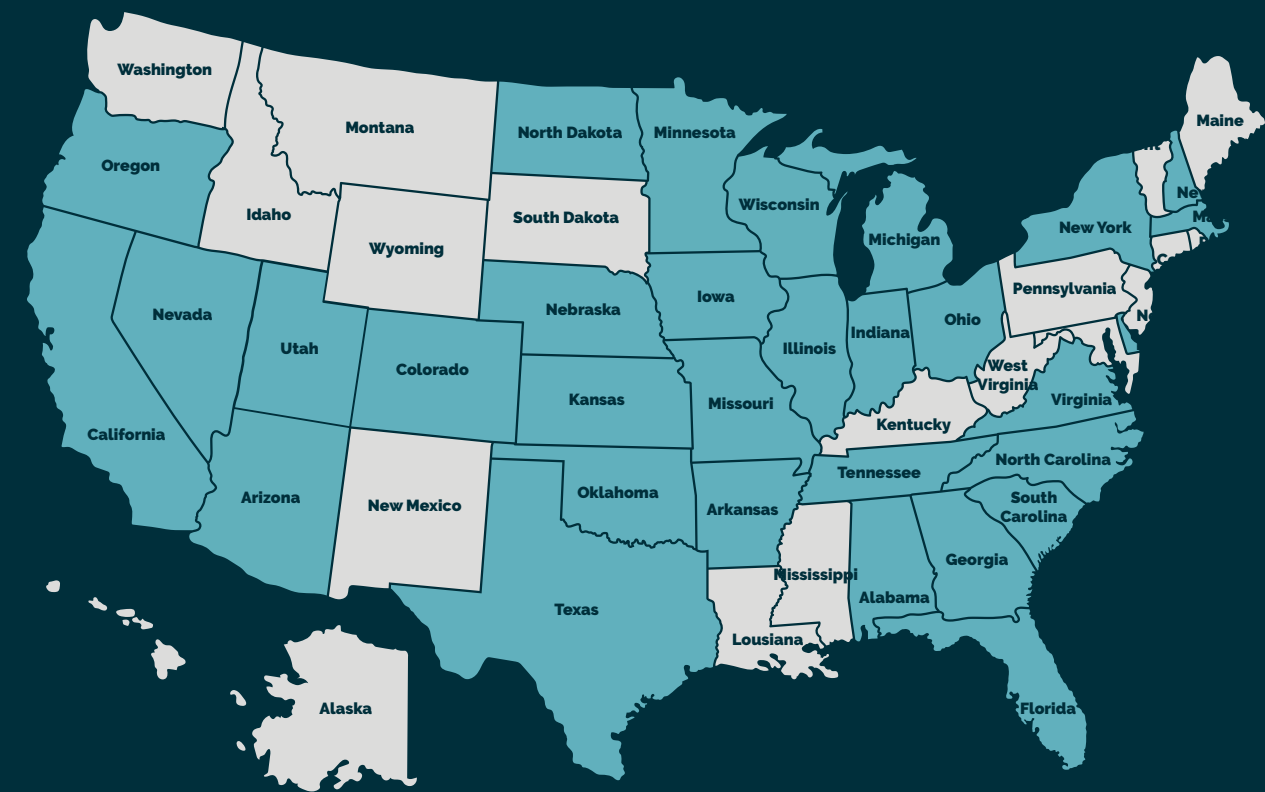 Washington
Maine
Montana
North Dakota
Minnesota
Oregon
Ne
Wisconsin
Idaho
South Dakota
Ma
New York
Michigan
Wyoming
Pennsylvania
Iowa
Nebraska
Nevada
N
Ohio
Indiana
Utah
Illinois
Colorado
West
Virginia
Kansas
Virginia
Missouri
Kentucky
California
North Carolina
Tennessee
Oklahoma
Arizona
South
Carolina
New Mexico
Arkansas
Georgia
Mississippi
Alabama
Texas
Lousiana
Alaska
Florida